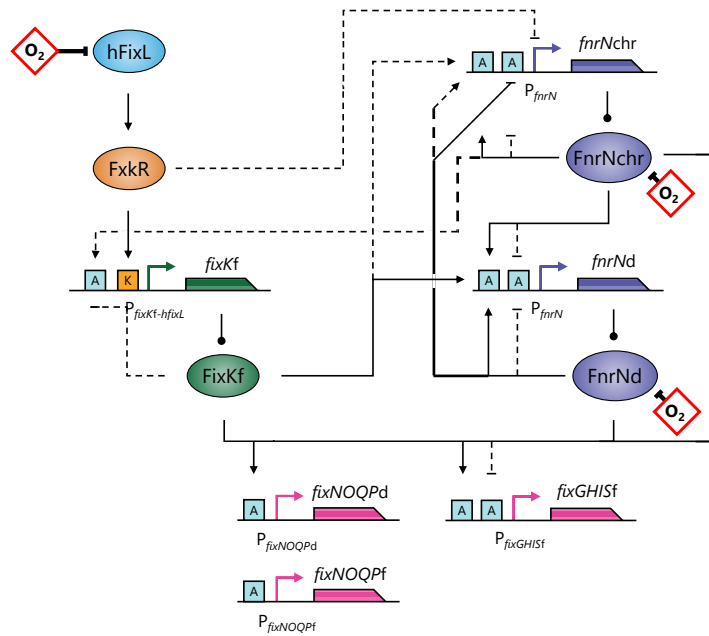 O2
hFixL
fnrNchr
A A
PfnrN
FxkR
FnrNchr
O2
A K
fixKf
PfixKf-hfixL
A A
fnrNd
PfnrN
FixKf
FnrNd
O2
A
fixNOQPd
PfixNOQPd
A A
fixGHISf
PfixGHISf
A
fixNOQPf
PfixNOQPf